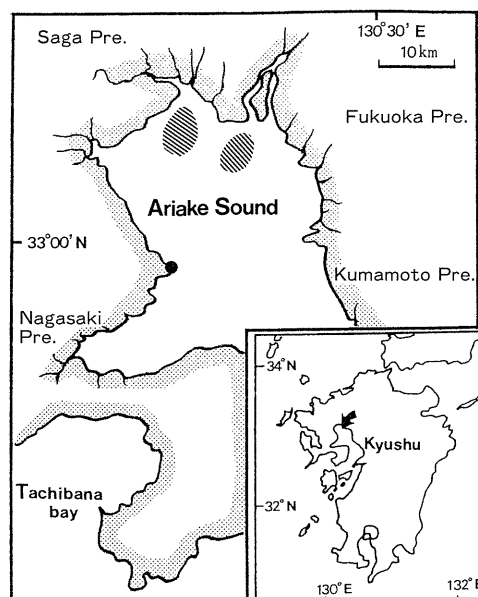 130°30' E
Saga Pre.
10 km
Fukuoka Pre.
Ariake Sound
33°00' N
Kumamoto Pre.
Nagasaki
Pre.
34°N
Kyushu
Tachibana
bay
32°N
130°E
132°E